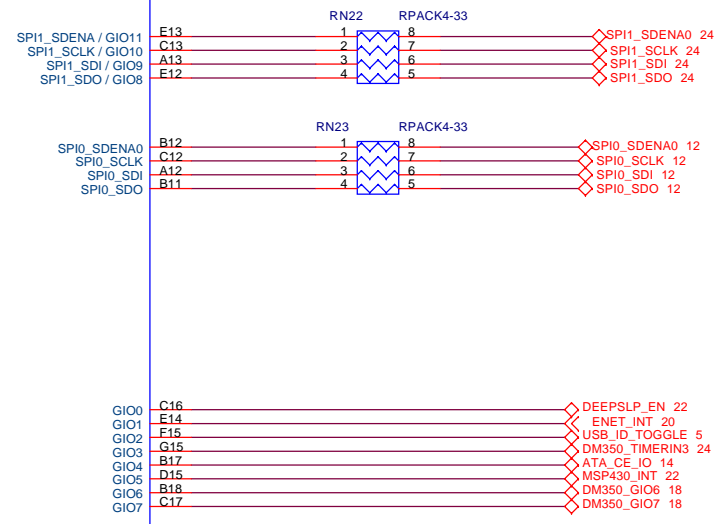 RN22 RPACK4-33
SPI1_SDENA / GIO11 E13 1 8 SPI1_SDENA0 24
SPI1_SCLK / GIO10 C13 2 7 SPI1_SCLK 24
SPI1_SDI / GIO9 A13 3 6 SPI1_SDI 24
SPI1_SDO / GIO8 E12 4 5 SPI1_SDO 24
RN23 RPACK4-33
SPI0_SDENA0 B12 1 8 SPI0_SDENA0 12
SPI0_SCLK C12 2 7 SPI0_SCLK 12
SPI0_SDI A12 3 6 SPI0_SDI 12
SPI0_SDO B11 4 5 SPI0_SDO 12
GIO0 C16 DEEPSLP_EN 22
GIO1 E14 ENET_INT 20
GIO2 F15 USB_ID_TOGGLE 5
GIO3 G15 DM350_TIMERIN3 24
GIO4 B17 ATA_CE_IO 14
GIO5 D15 MSP430_INT 22
GIO6 B18 DM350_GIO6 18
GIO7 C17 DM350_GIO7 18